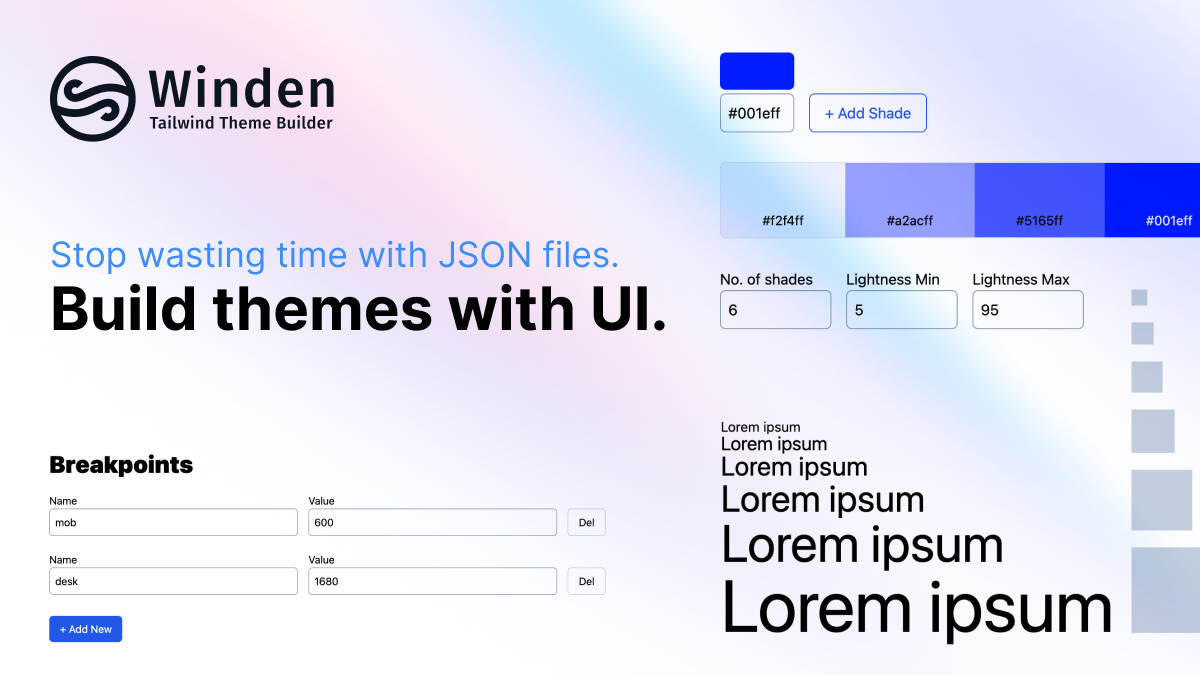 Winden
Tailwind Theme Builder
Stop wasting time with JSON files.
Build themes with UI.
Breakpoints
Name
Value
mob
600
Del
Name
Value
desk
1680
Del
+ Add New
#001eff
+ Add Shade
#f2f4ff
#a2acff
#5165ff
#001eff
No. of shades
Lightness Min
Lightness Max
6
5
95
Lorem ipsum
Lorem ipsum
Lorem ipsum
Lorem ipsum
Lorem ipsum
Lorem ipsum